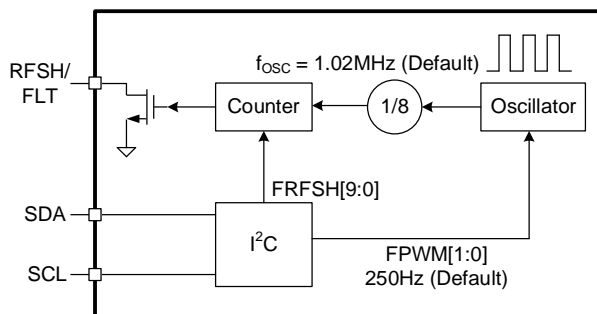 RFSH/
FLT
f_OSC = 1.02MHz (Default)
Counter
1/8
Oscillator
FRFSH[9:0]
SDA
I²C
FPWM[1:0]
250Hz (Default)
SCL